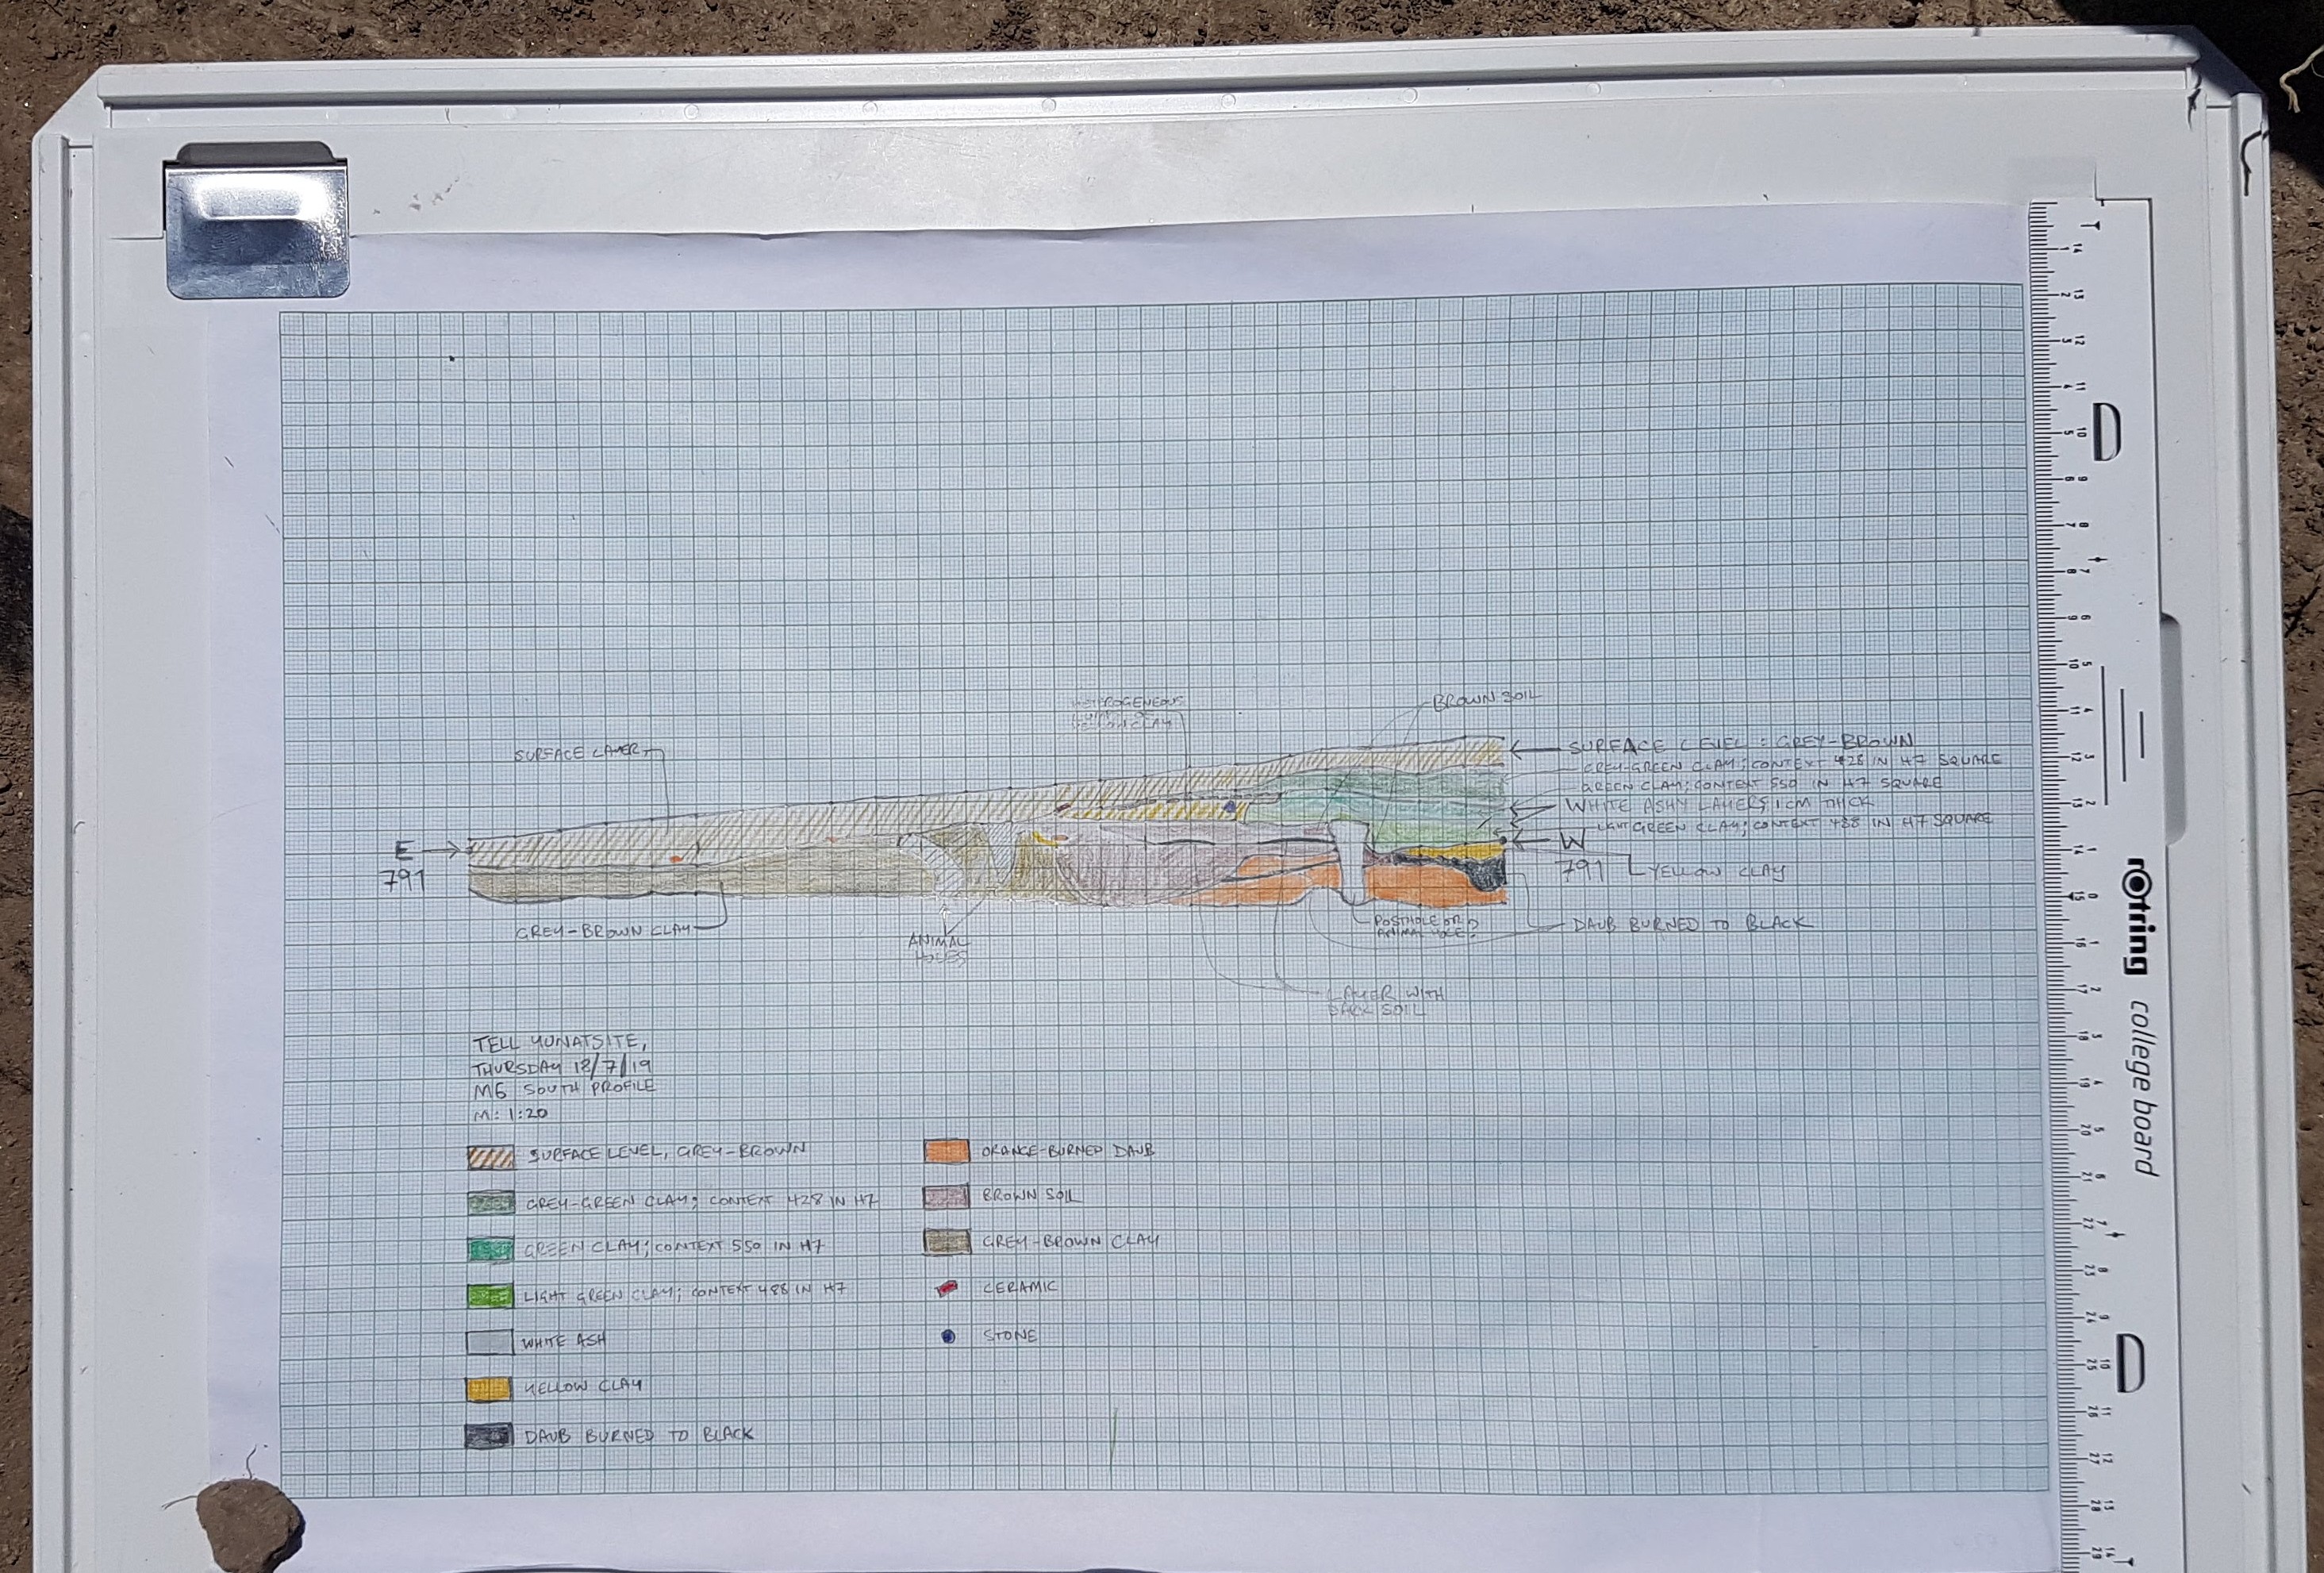 HETROGENEOUS
CLAY
BROWN SOIL
SURFACE LAYER
SURFACE LEVEL: GREY-BROWN
GREY-GREEN CLAY; CONTEXT 428 IN H7 SQUARE
GREEN CLAY; CONTEXT 550 IN H7 SQUARE
WHITE ASHY LAYERS, 1CM THICK
LIGHT GREEN CLAY; CONTEXT 488 IN H7 SQUARE
E
791
W
791
YELLOW CLAY
GREY-BROWN CLAY
ANIMAL
HOLES
POSTHOLE OR
ANIMAL HOLE?
DAUB BURNED TO BLACK
LAYER WITH
DARK SOIL
TELL YUNATSITE,
THURSDAY 18/7/19
M6 SOUTH PROFILE
M: 1:20
SURFACE LEVEL, GREY-BROWN
GREY-GREEN CLAY; CONTEXT 428 IN H7
GREEN CLAY; CONTEXT 550 IN H7
LIGHT GREEN CLAY; CONTEXT 488 IN H7
WHITE ASH
YELLOW CLAY
DAUB BURNED TO BLACK
ORANGE-BURNED DAUB
BROWN SOIL
GREY-BROWN CLAY
CERAMIC
STONE
rotring college board